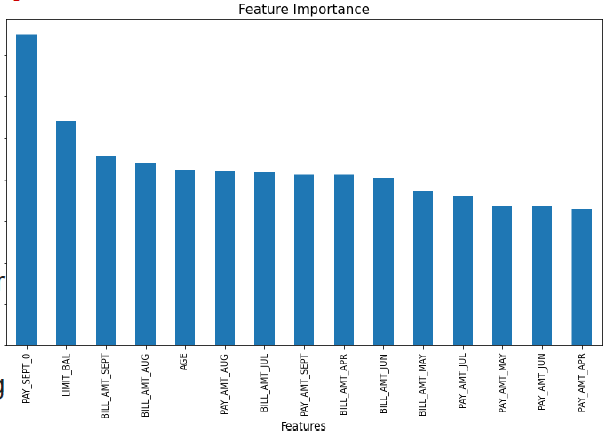 Feature Importance
PAY_SEPT_0
LIMIT_BAL
BILL_AMT_SEPT
BILL_AMT_AUG
AGE
PAY_AMT_AUG
BILL_AMT_JUL
PAY_AMT_SEPT
BILL_AMT_APR
BILL_AMT_JUN
BILL_AMT_MAY
PAY_AMT_JUL
PAY_AMT_MAY
PAY_AMT_JUN
PAY_AMT_APR
Features